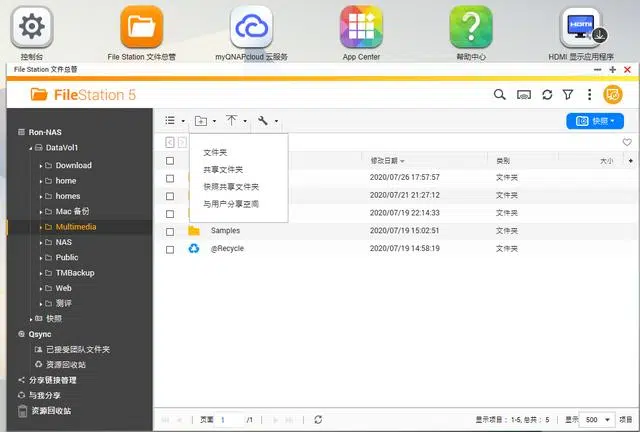 控制台
File Station 文件总管
myQNAPcloud 云服务
App Center
帮助中心
HDMI 显示应用程序
File Station 文件总管
FileStation 5
Ron-NAS
DataVol1
Download
home
homes
Mac 备份
Multimedia
NAS
Public
TMBackup
Web
测评
快照
Qsync
已接受团队文件夹
资源回收站
分享链接管理
与我分享
资源回收站
快照
文件夹
共享文件夹
快照共享文件夹
与用户分享空间
修改日期
类别
大小
2020/07/26 17:57:57
文件夹
2020/07/21 21:27:12
文件夹
2020/07/19 22:14:33
文件夹
Samples
2020/07/19 15:02:51
文件夹
@Recycle
2020/07/19 14:58:19
文件夹
页面 1 /1
显示项目: 1-5, 总共: 5
显示 500 项目